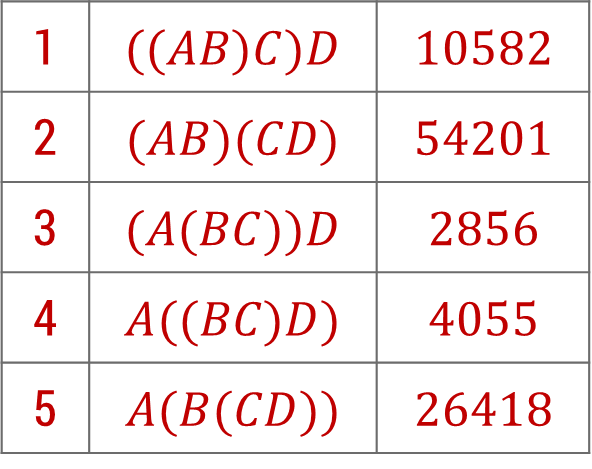 1 ((AB)C)D 10582
2 (AB)(CD) 54201
3 (A(BC))D 2856
4 A((BC)D) 4055
5 A(B(CD)) 26418